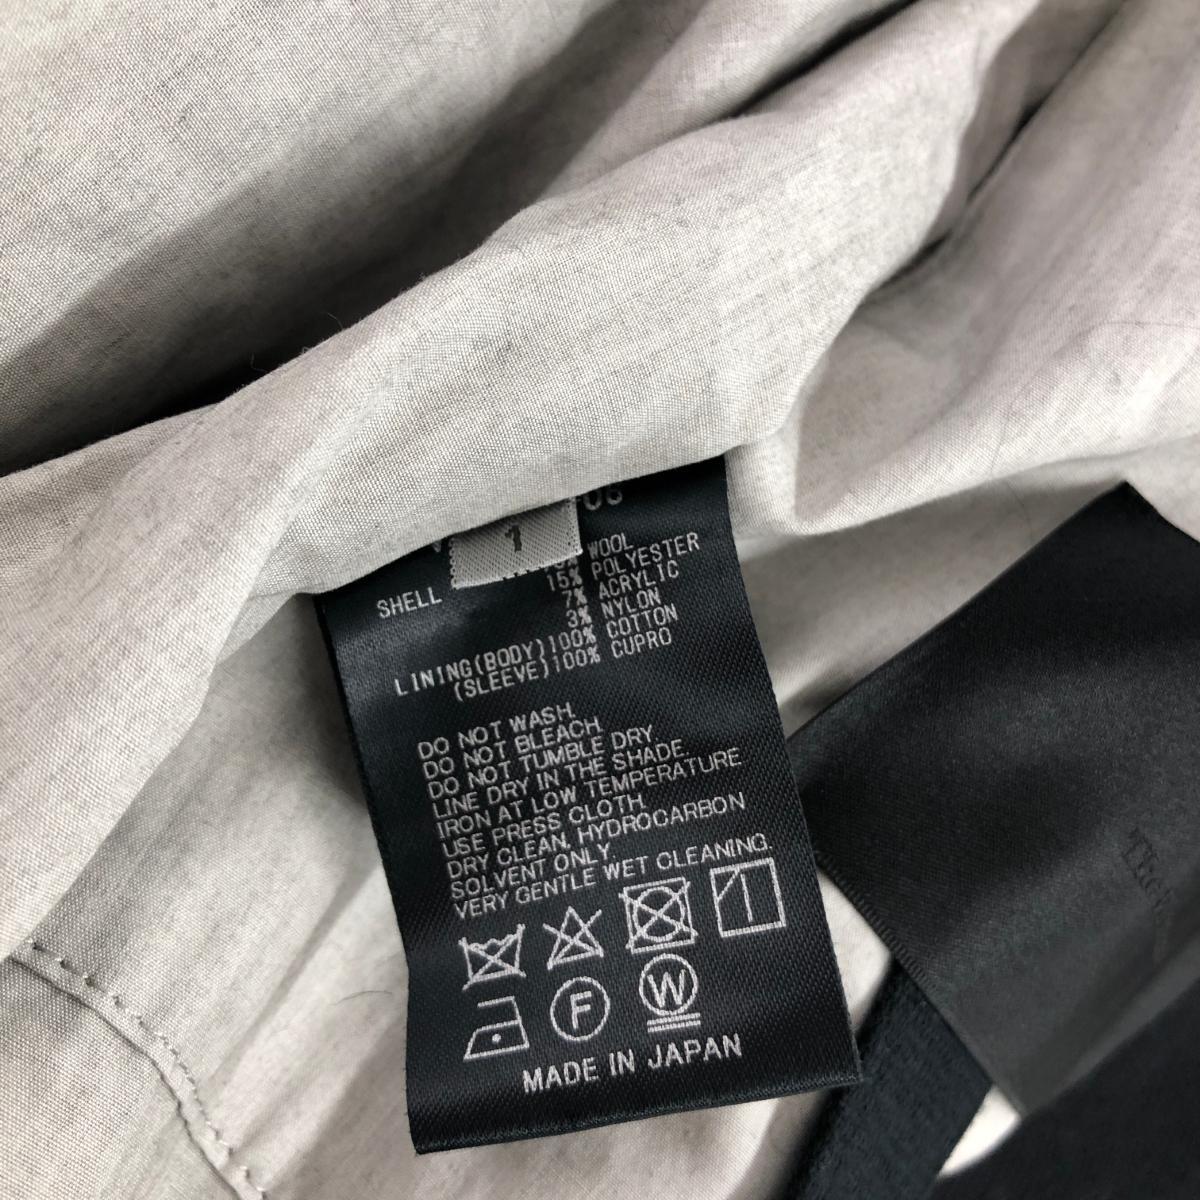 1
SHELL
WOOL
15% POLYESTER
7% ACRYLIC
3% NYLON
LINING(BODY)100% COTTON
(SLEEVE)100% CUPRO
DO NOT WASH.
DO NOT BLEACH.
DO NOT TUMBLE DRY.
LINE DRY IN THE SHADE.
IRON AT LOW TEMPERATURE
USE PRESS CLOTH.
DRY CLEAN, HYDROCARBON
SOLVENT ONLY.
VERY GENTLE WET CLEANING.
F
W
MADE IN JAPAN